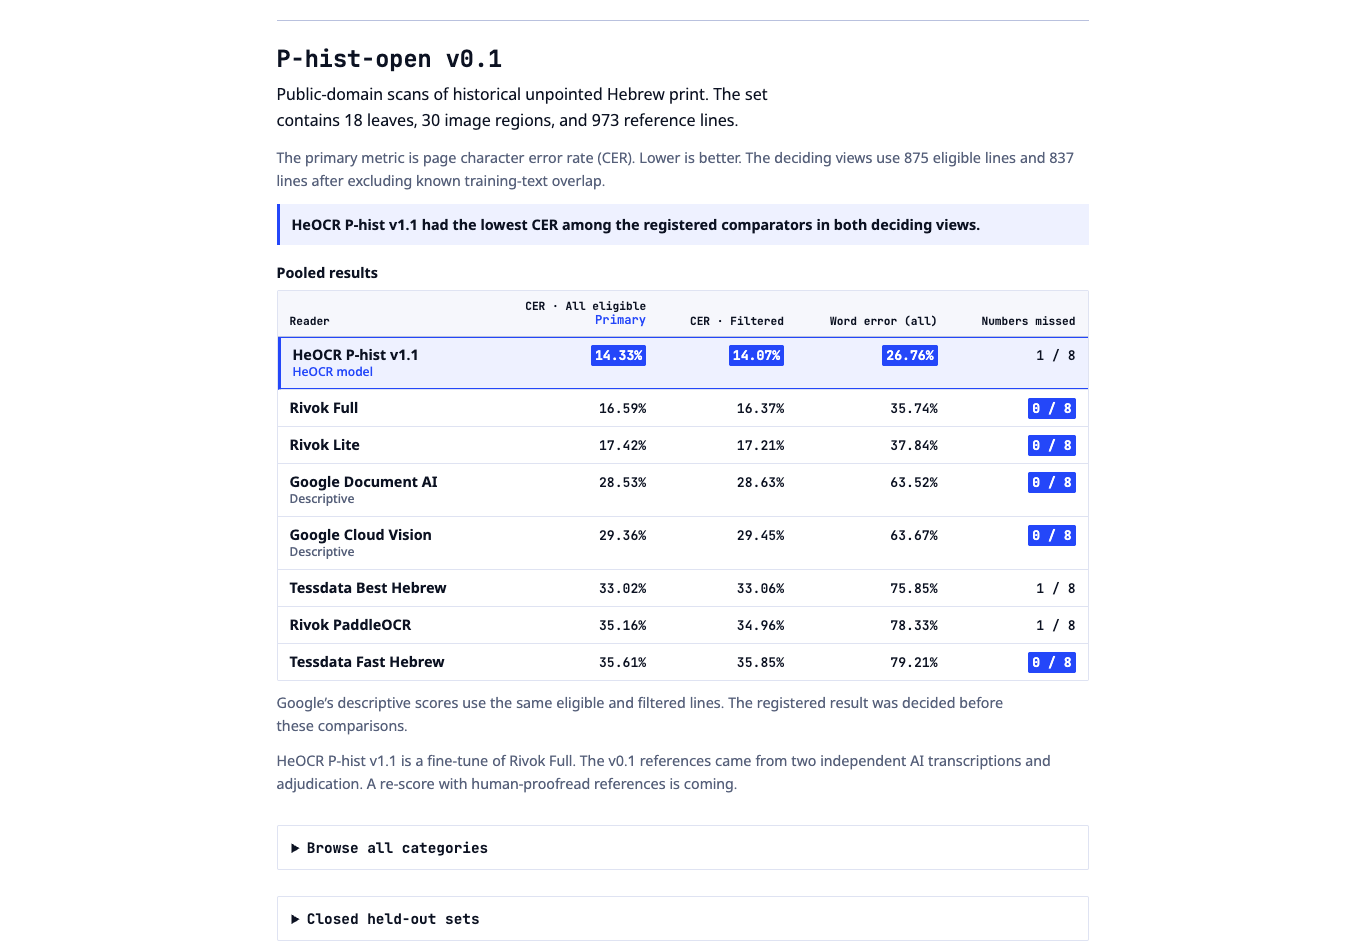 P-hist-open v0.1
Public-domain scans of historical unpointed Hebrew print. The set
contains 18 leaves, 30 image regions, and 973 reference lines.
The primary metric is page character error rate (CER). Lower is better. The deciding views use 875 eligible lines and 837
lines after excluding known training-text overlap.
HeOCR P-hist v1.1 had the lowest CER among the registered comparators in both deciding views.
Pooled results
Reader CER · All eligible Primary CER · Filtered Word error (all) Numbers missed
HeOCR P-hist v1.1 14.33% 14.07% 26.76% 1 / 8
HeOCR model
Rivok Full 16.59% 16.37% 35.74% 0 / 8
Rivok Lite 17.42% 17.21% 37.84% 0 / 8
Google Document AI 28.53% 28.63% 63.52% 0 / 8
Descriptive
Google Cloud Vision 29.36% 29.45% 63.67% 0 / 8
Descriptive
Tessdata Best Hebrew 33.02% 33.06% 75.85% 1 / 8
Rivok PaddleOCR 35.16% 34.96% 78.33% 1 / 8
Tessdata Fast Hebrew 35.61% 35.85% 79.21% 0 / 8
Google’s descriptive scores use the same eligible and filtered lines. The registered result was decided before
these comparisons.
HeOCR P-hist v1.1 is a fine-tune of Rivok Full. The v0.1 references came from two independent AI transcriptions and
adjudication. A re-score with human-proofread references is coming.
Browse all categories
Closed held-out sets